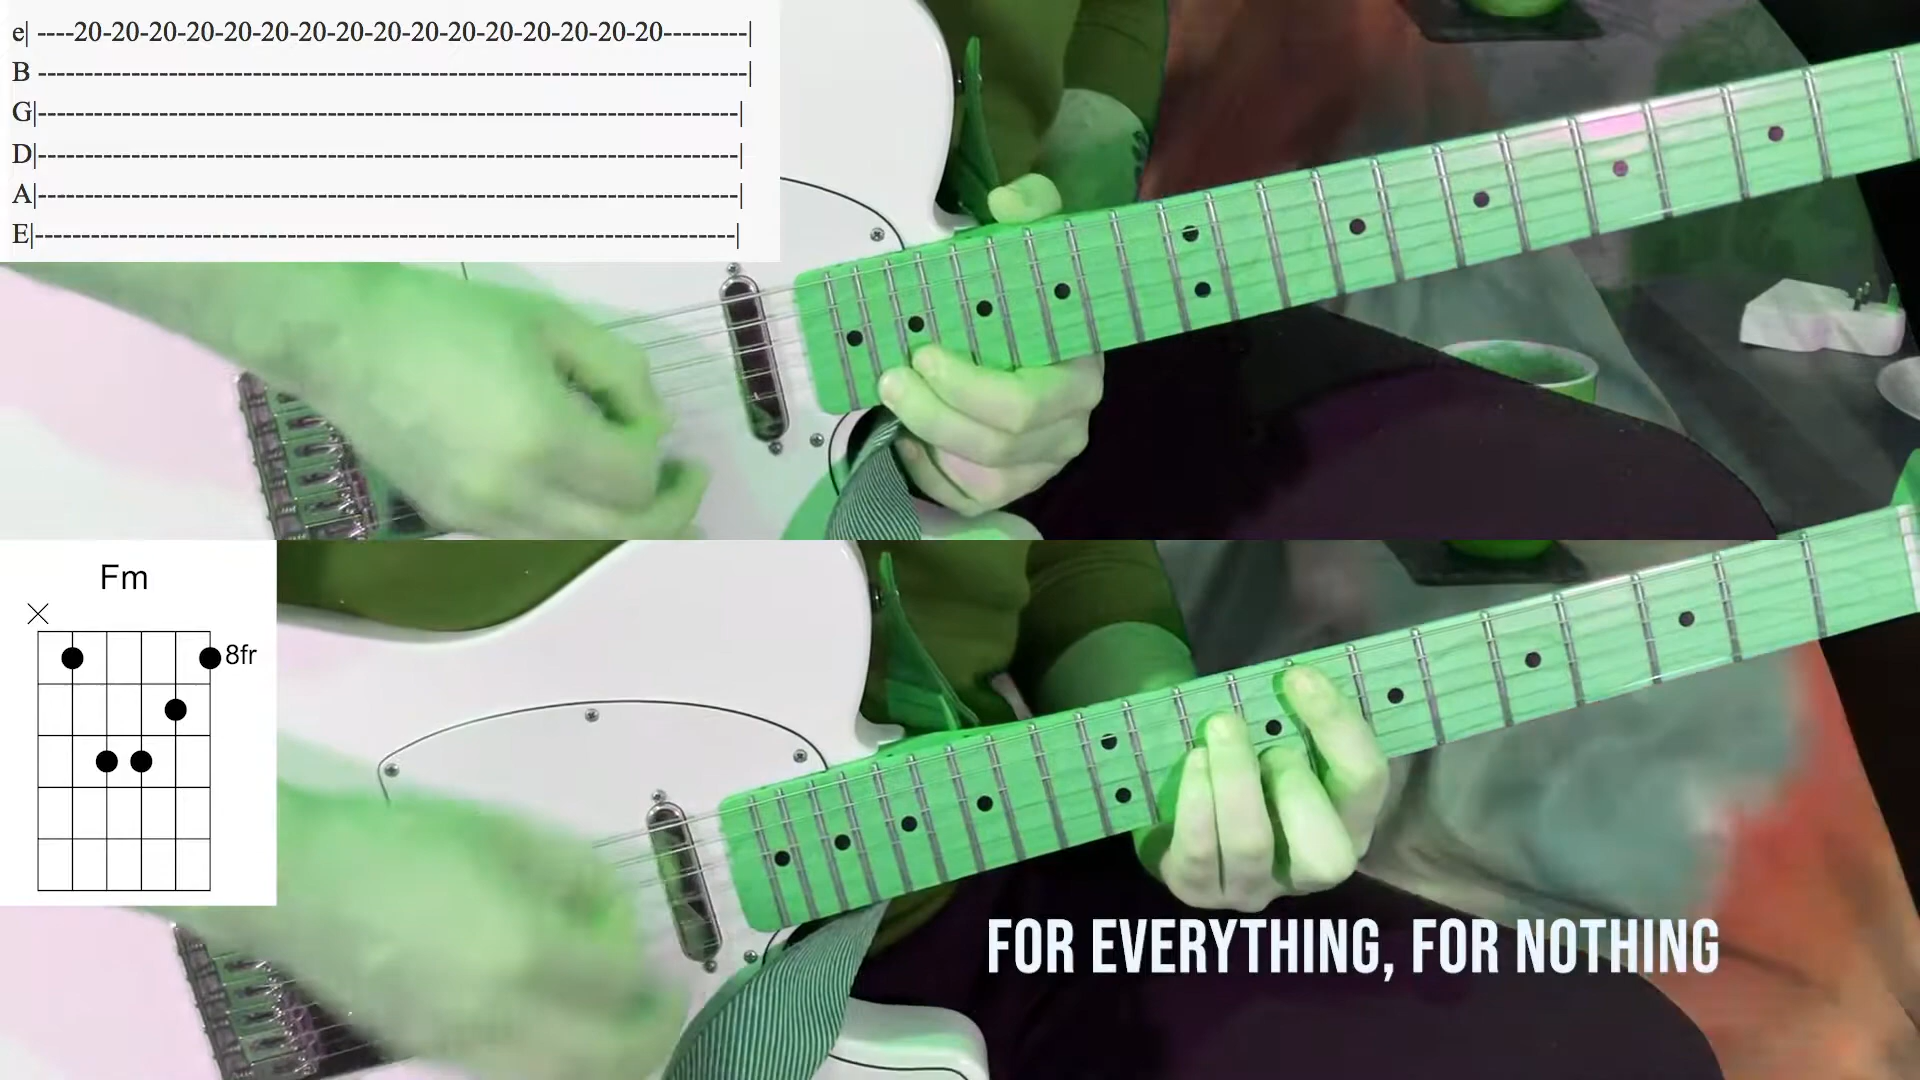 e| ----20-20-20-20-20-20-20-20-20-20-20-20-20-20-20-20---------|
B ----------------------------------------------------------------------------|
G|---------------------------------------------------------------------------|
D|---------------------------------------------------------------------------|
A|---------------------------------------------------------------------------|
E|---------------------------------------------------------------------------|
Fm
×
8fr
FOR EVERYTHING, FOR NOTHING